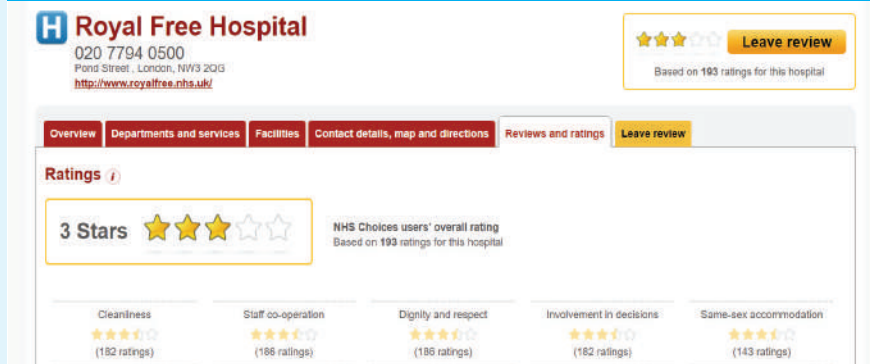 H Royal Free Hospital
020 7794 0500
Pond Street , London, NW3 2QG
http://www.royalfree.nhs.uk/
Leave review
Based on 193 ratings for this hospital
Overview Departments and services Facilities Contact details, map and directions Reviews and ratings Leave review
Ratings i
3 Stars
NHS Choices users' overall rating
Based on 193 ratings for this hospital
Cleanliness Staff co-operation Dignity and respect Involvement in decisions Same-sex accommodation
(182 ratings) (186 ratings) (186 ratings) (182 ratings) (143 ratings)